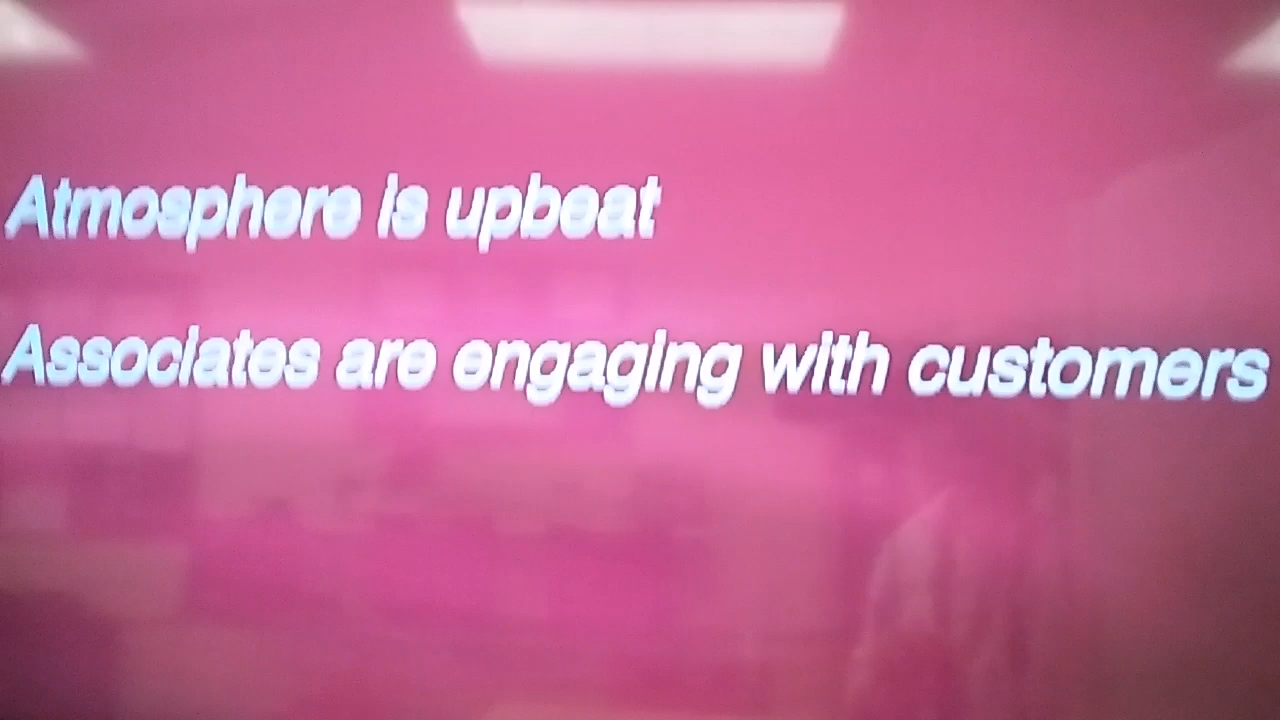 Atmosphere is upbeat
Associates are engaging with customers